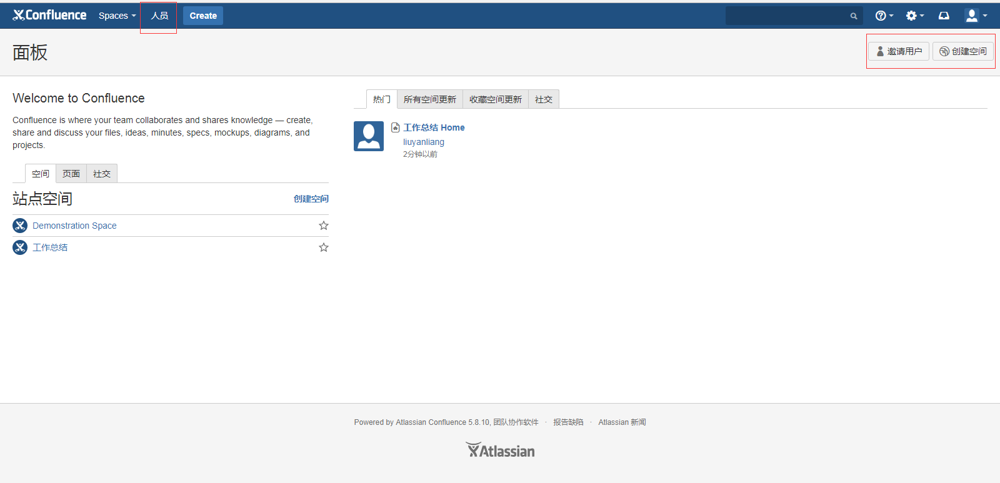 Confluence Spaces 人员 Create
面板
邀请用户 创建空间
Welcome to Confluence
Confluence is where your team collaborates and shares knowledge — create,
share and discuss your files, ideas, minutes, specs, mockups, diagrams, and
projects.
空间 页面 社交
站点空间 创建空间
Demonstration Space
工作总结
热门 所有空间更新 收藏空间更新 社交
工作总结 Home
liuyanliang
2分钟以前
Powered by Atlassian Confluence 5.8.10, 团队协作软件 · 报告缺陷 · Atlassian 新闻
Atlassian